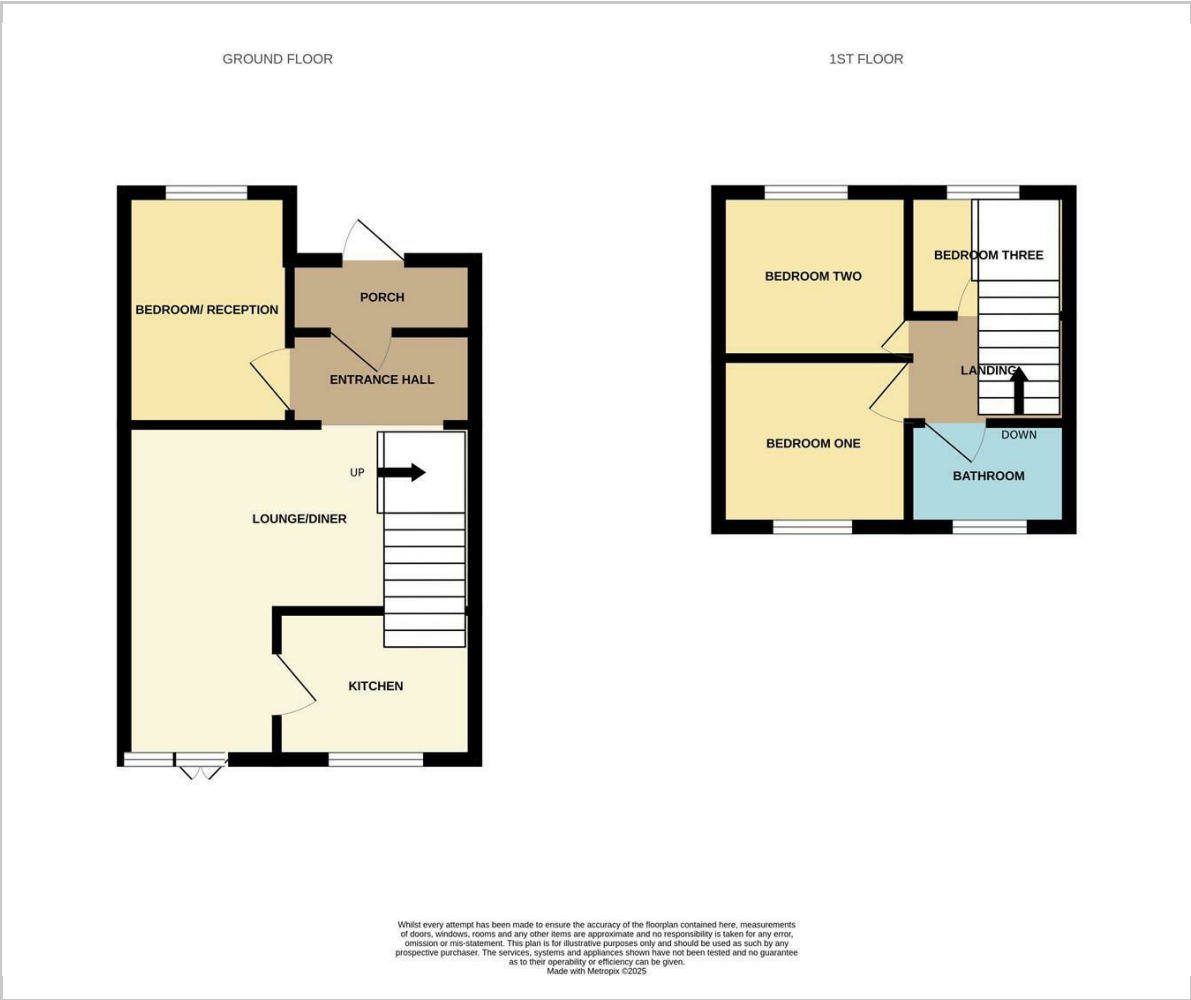 GROUND FLOOR
1ST FLOOR
BEDROOM/ RECEPTION
PORCH
ENTRANCE HALL
UP
LOUNGE/DINER
KITCHEN
BEDROOM TWO
BEDROOM THREE
LANDING
BEDROOM ONE
DOWN
BATHROOM
Whilst every attempt has been made to ensure the accuracy of the floorplan contained here, measurements
of doors, windows, rooms and any other items are approximate and no responsibility is taken for any error,
omission or mis-statement. This plan is for illustrative purposes only and should be used as such by any
prospective purchaser. The services, systems and appliances shown have not been tested and no guarantee
as to their operability or efficiency can be given.
Made with Metropix ©2025